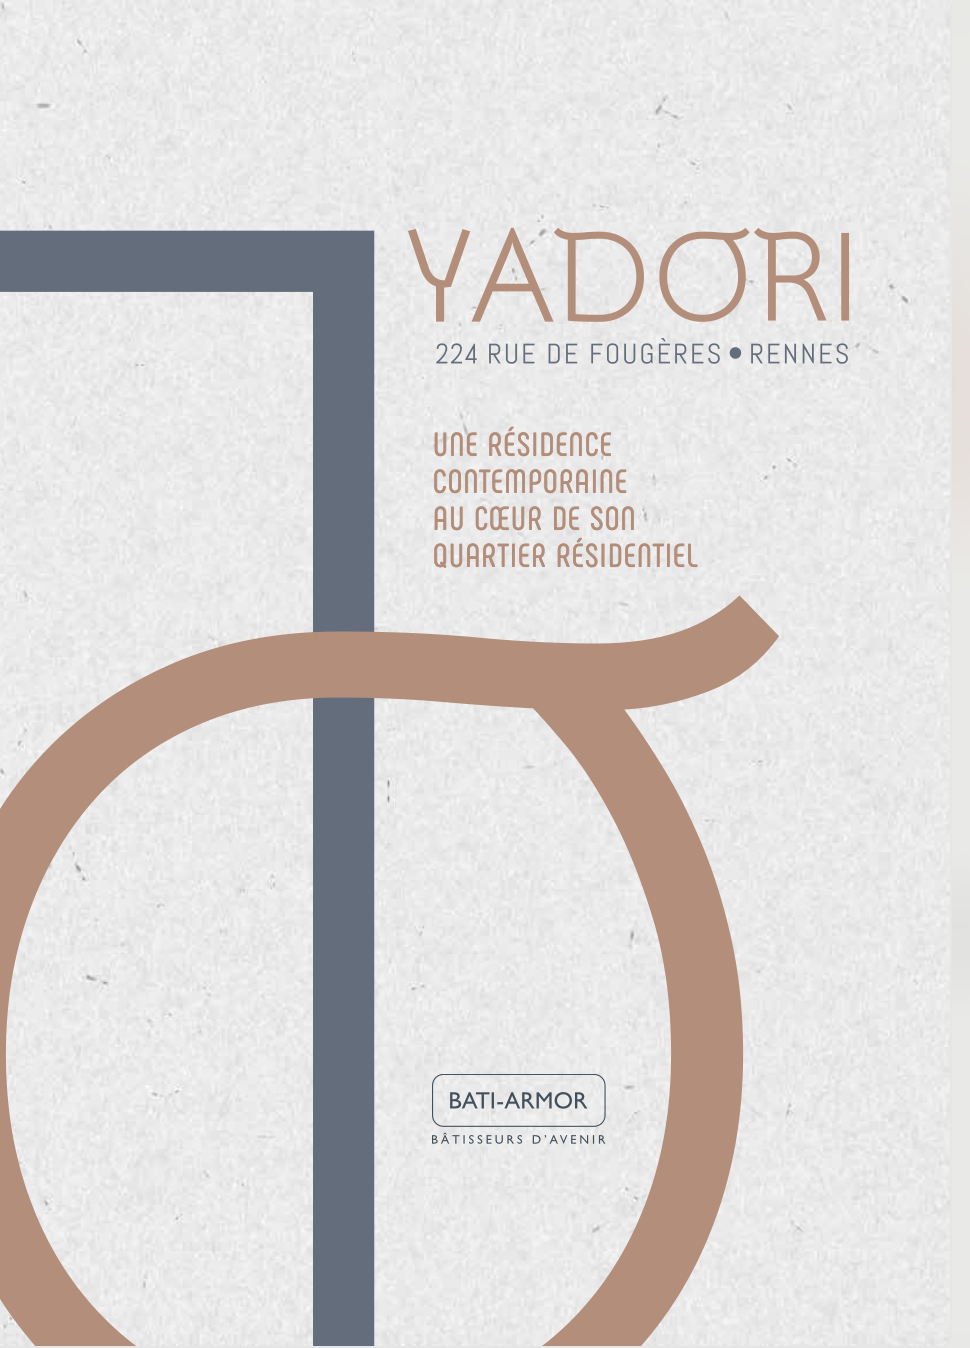 YADORI
224 RUE DE FOUGÈRES • RENNES
UNE RÉSIDENCE
CONTEMPORAINE
AU CŒUR DE SON
QUARTIER RÉSIDENTIEL
BATI-ARMOR
BÂTISSEURS D'AVENIR